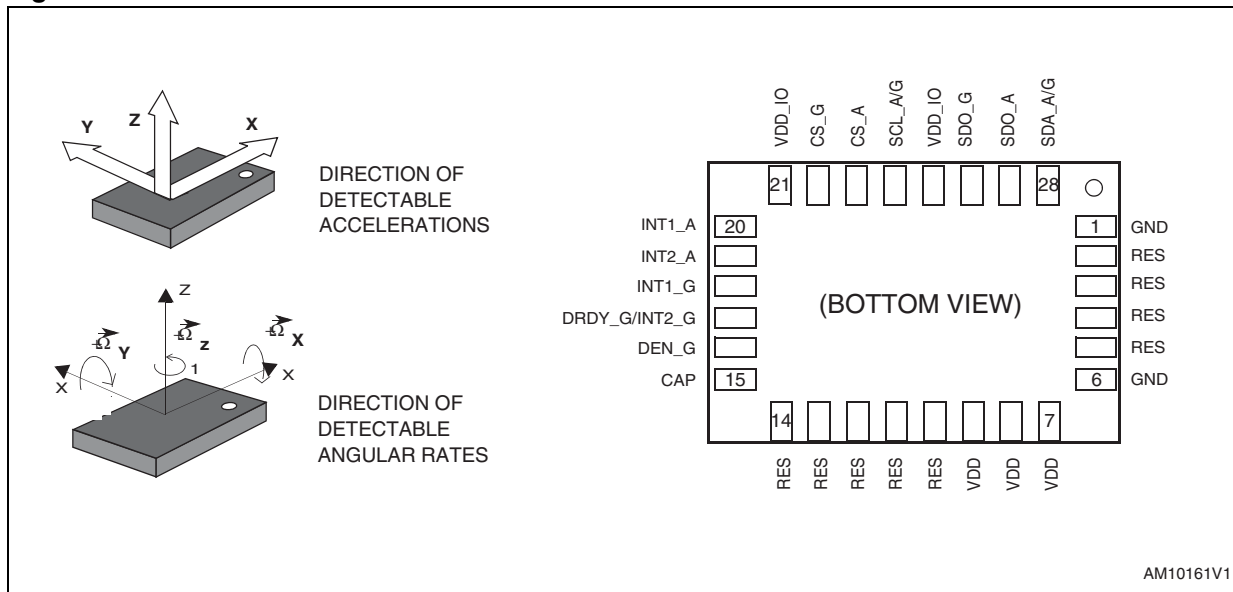 Z
Y
X
DIRECTION OF
DETECTABLE
ACCELERATIONS
Z
Ω Y
Ω z
Ω X
X
1
X
DIRECTION OF
DETECTABLE
ANGULAR RATES
VDD_IO
CS_G
CS_A
SCL_A/G
VDD_IO
SDO_G
SDO_A
SDA_A/G
21
28
INT1_A 20
1 GND
INT2_A
RES
INT1_G
RES
(BOTTOM VIEW)
DRDY_G/INT2_G
RES
DEN_G
RES
CAP 15
6 GND
14
7
RES
RES
RES
RES
RES
VDD
VDD
VDD
AM10161V1